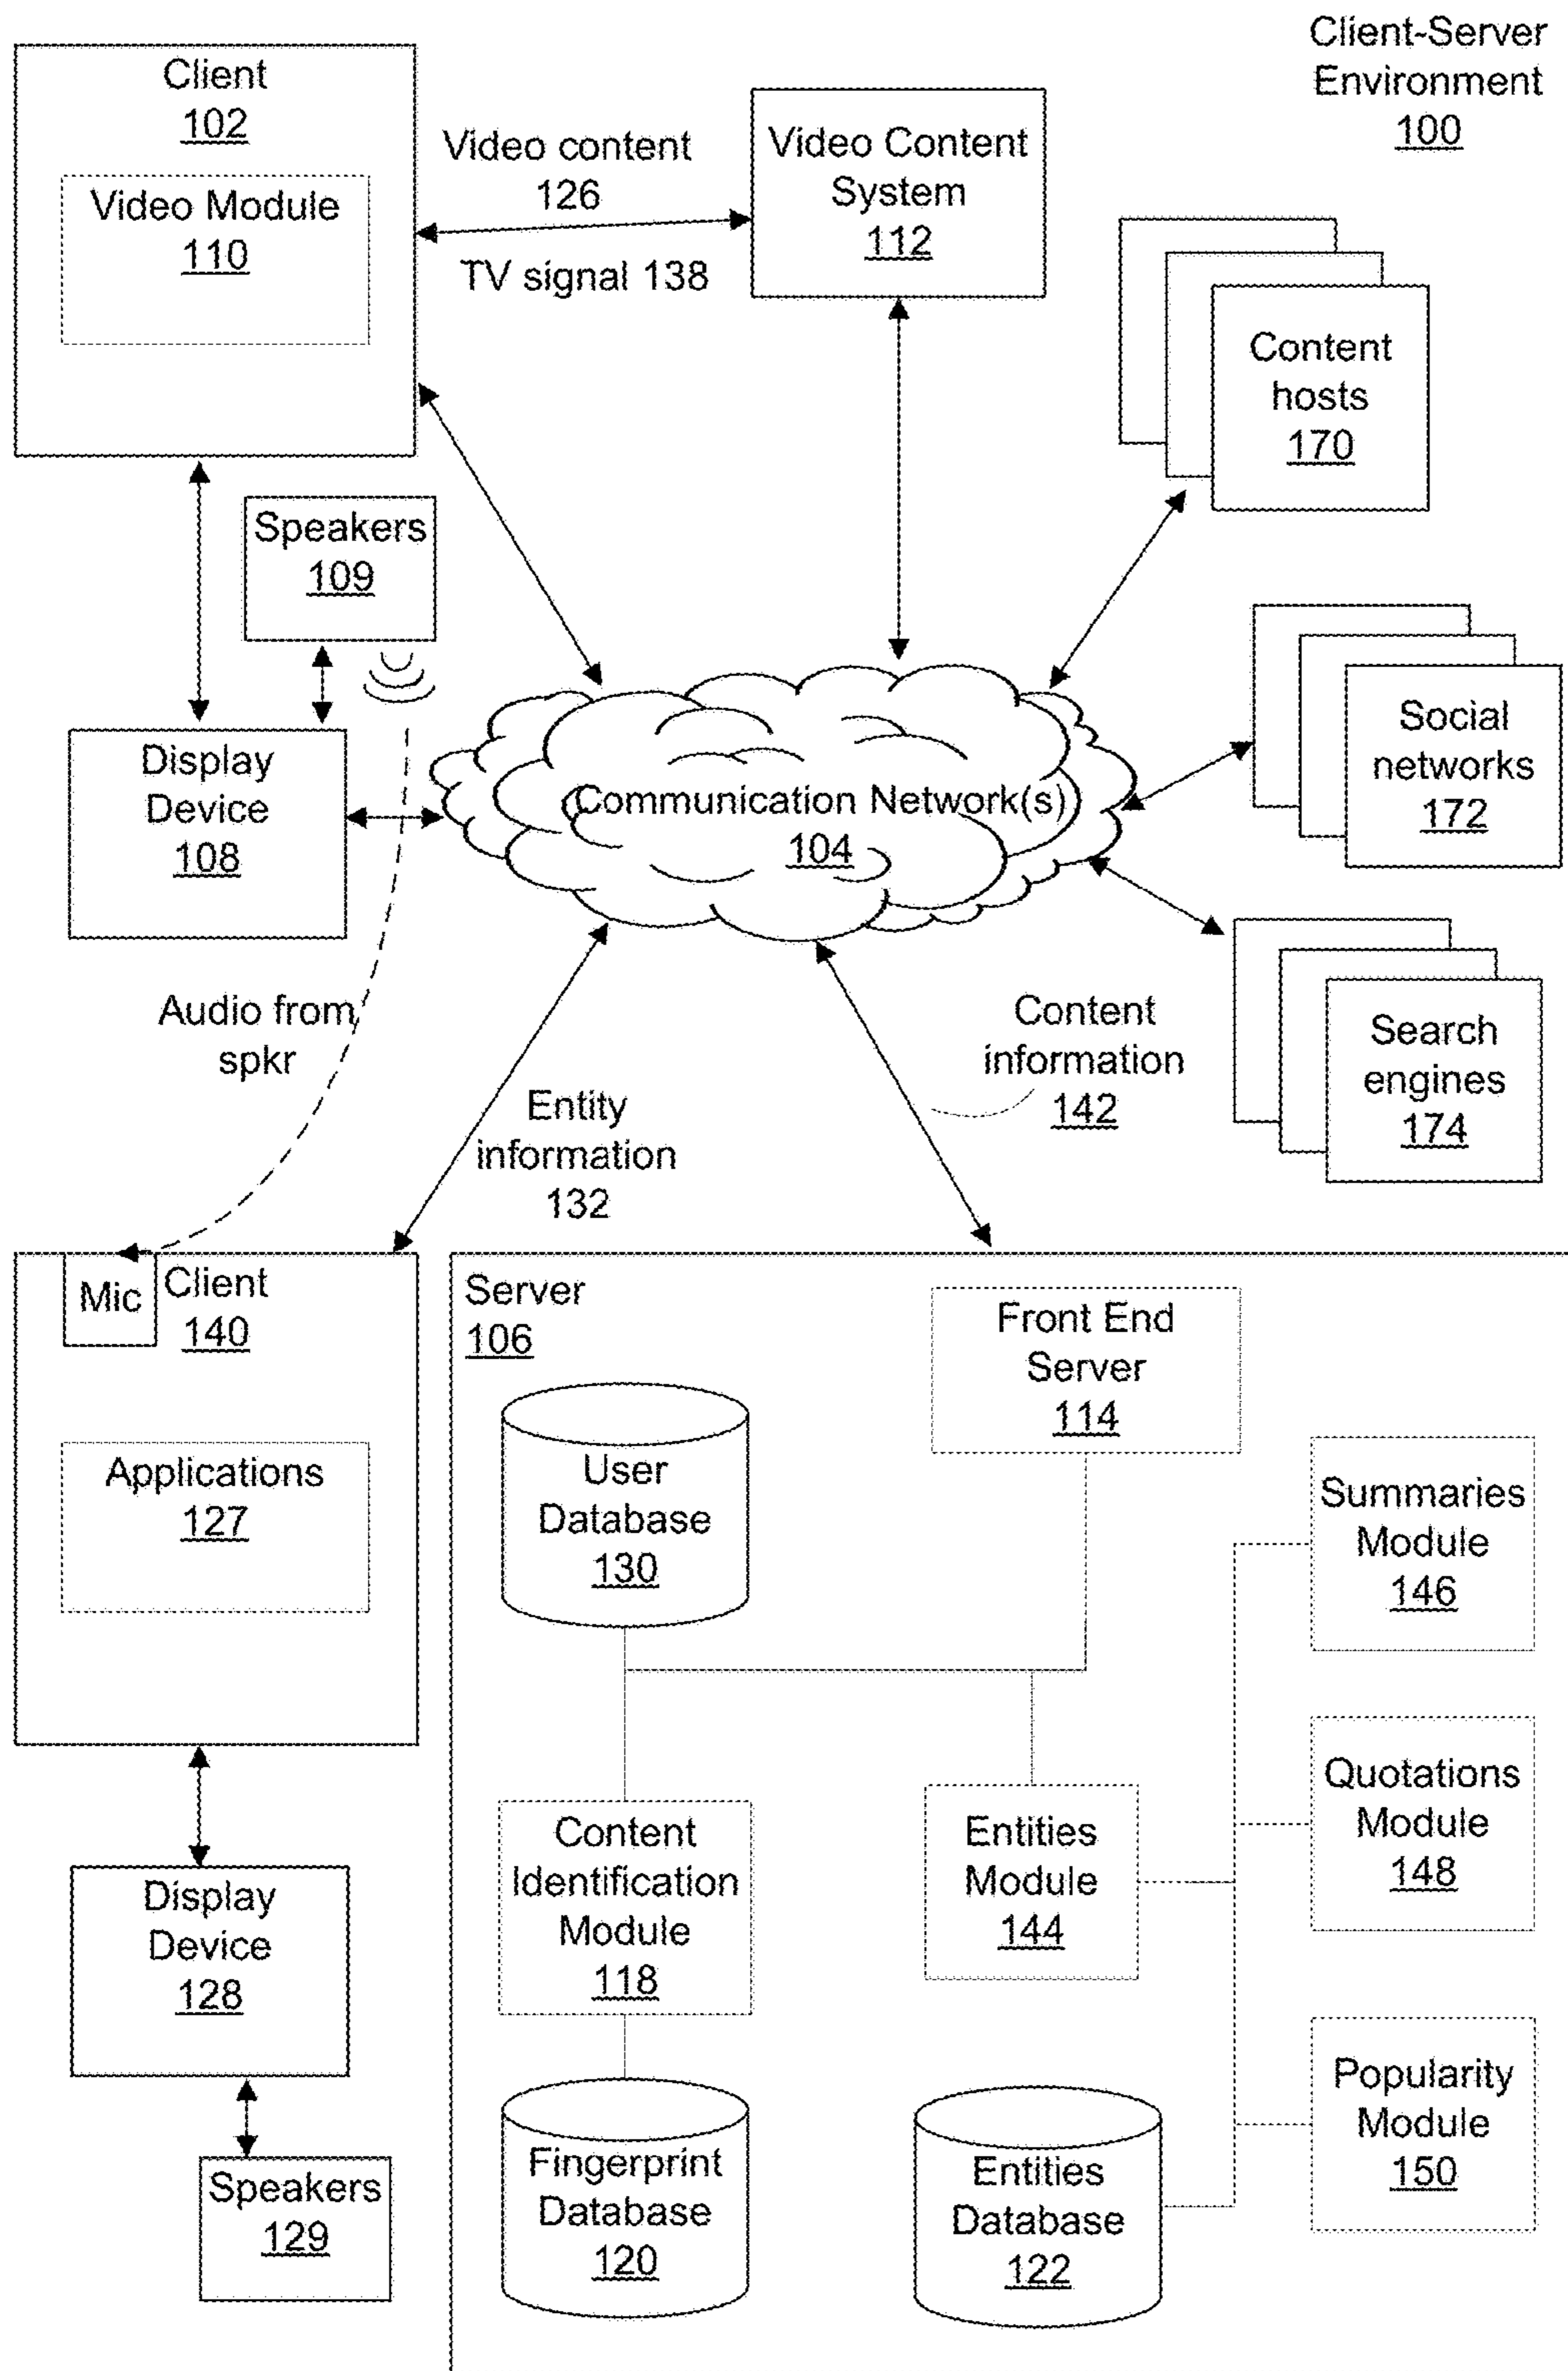 Client-Server
Environment
100
Client
102
Video Module
110
Video content
126
TV signal 138
Video Content
System
112
Content
hosts
170
Speakers
109
Display
Device
108
Communication Network(s)
104
Social
networks
172
Search
engines
174
Audio from
spkr
Entity
information
132
Content
information
142
Mic
Client
140
Applications
127
Display
Device
128
Speakers
129
Server
106
Front End
Server
114
User
Database
130
Summaries
Module
146
Content
Identification
Module
118
Entities
Module
144
Quotations
Module
148
Fingerprint
Database
120
Entities
Database
122
Popularity
Module
150